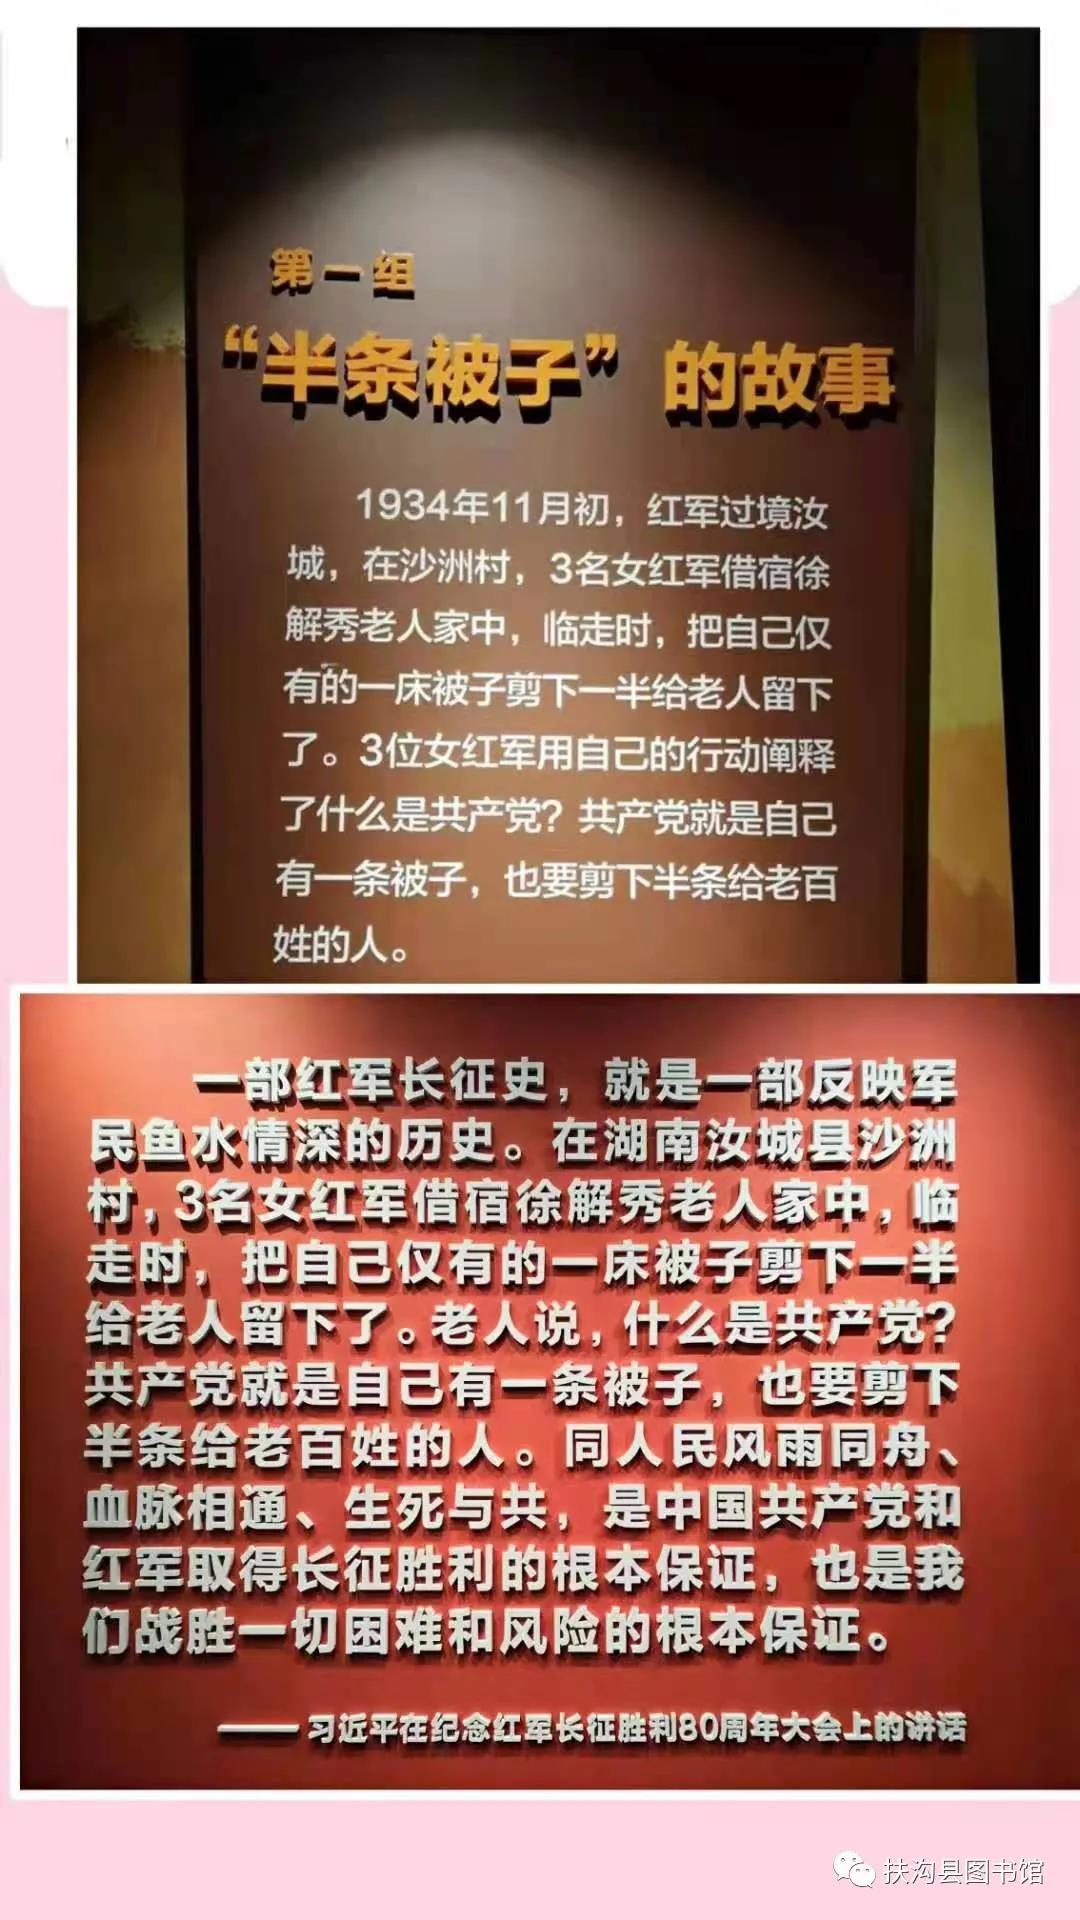 第一组
“半条被子”的故事
1934年11月初，红军过境汝
城，在沙洲村，3名女红军借宿徐
解秀老人家中，临走时，把自己仅
有的一床被子剪下一半给老人留下
了。3位女红军用自己的行动阐释
了什么是共产党？共产党就是自己
有一条被子，也要剪下半条给老百
姓的人。
一部红军长征史，就是一部反映军
民鱼水情深的历史。在湖南汝城县沙洲
村，3名女红军借宿徐解秀老人家中，临
走时，把自己仅有的一床被子剪下一半
给老人留下了。老人说，什么是共产党？
共产党就是自己有一条被子，也要剪下
半条给老百姓的人。同人民风雨同舟、
血脉相通、生死与共，是中国共产党和
红军取得长征胜利的根本保证，也是我
们战胜一切困难和风险的根本保证。
——习近平在纪念红军长征胜利80周年大会上的讲话
扶沟县图书馆